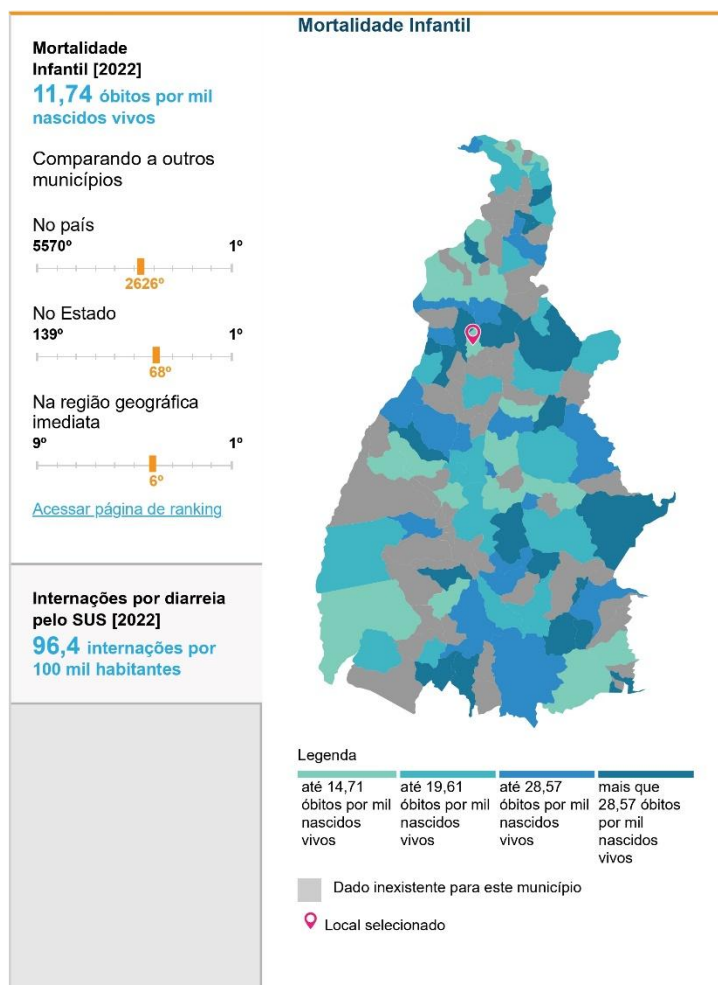 Mortalidade
Infantil [2022]
11,74 óbitos por mil
nascidos vivos
Comparando a outros
municípios
No país
5570º 1º
2626º
No Estado
139º 1º
68º
Na região geográfica
imediata
9º 1º
6º
Acessar página de ranking
Internações por diarreia
pelo SUS [2022]
96,4 internações por
100 mil habitantes
Mortalidade Infantil
Legenda
até 14,71
óbitos por mil
nascidos
vivos
até 19,61
óbitos por mil
nascidos
vivos
até 28,57
óbitos por mil
nascidos
vivos
mais que
28,57 óbitos
por mil
nascidos
vivos
Dado inexistente para este município
Local selecionado